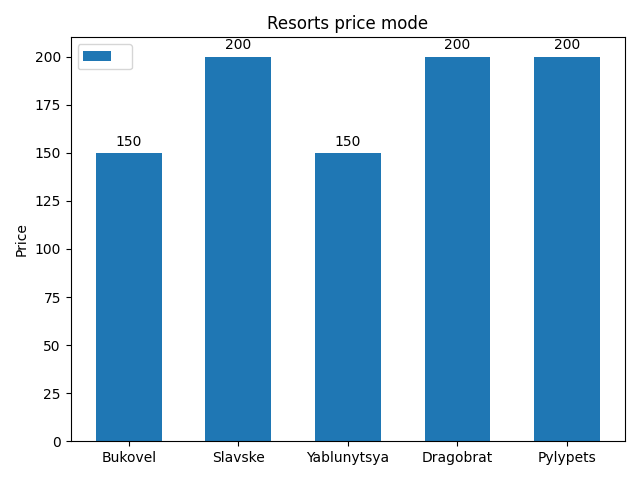 Resorts price mode
200
200
200
150
150
200
175
150
125
100
75
50
25
0
Price
Bukovel
Slavske
Yablunytsya
Dragobrat
Pylypets